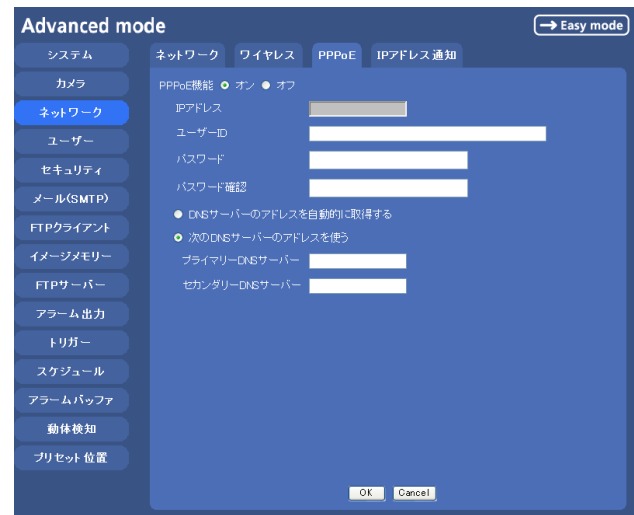 Advanced mode
→ Easy mode
システム
カメラ
ネットワーク
ユーザー
セキュリティ
メール(SMTP)
FTPクライアント
イメージメモリー
FTPサーバー
アラーム出力
トリガー
スケジュール
アラームバッファ
動体検知
プリセット位置
ネットワーク ワイヤレス PPPoE IPアドレス通知
PPPoE機能 オン オフ
IPアドレス
ユーザーID
パスワード
パスワード確認
DNSサーバーのアドレスを自動的に取得する
次のDNSサーバーのアドレスを使う
プライマリーDNSサーバー
セカンダリーDNSサーバー
OK Cancel